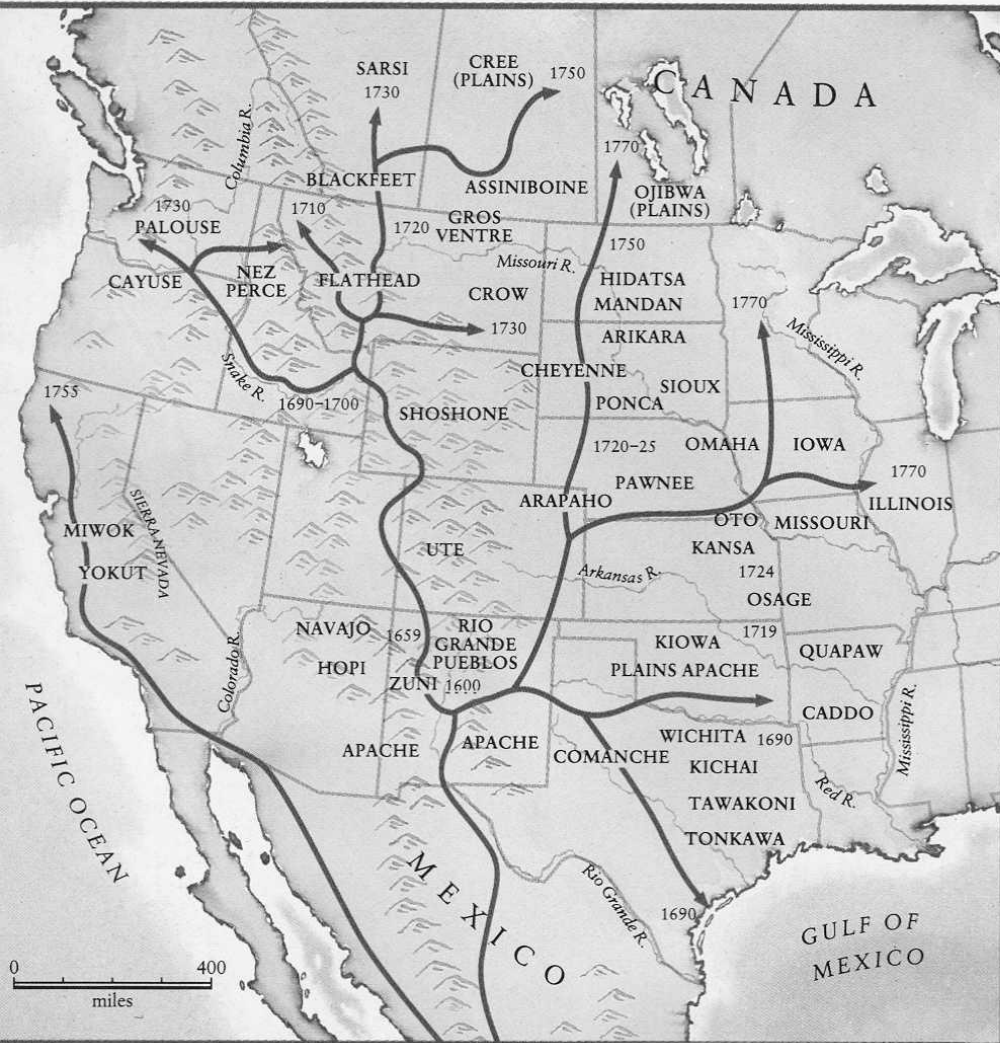 SARSI
1730
CREE
(PLAINS)
1750
CANADA
Columbia R.
1770
BLACKFEET
ASSINIBOINE
OJIBWA
(PLAINS)
1730
PALOUSE
1710
1720
GROS
VENTRE
1750
Missouri R.
CAYUSE
NEZ
PERCE
FLATHEAD
HIDATSA
CROW
MANDAN
1770
1730
ARIKARA
Mississippi R.
Snake R.
CHEYENNE
SIOUX
1755
1690–1700
SHOSHONE
PONCA
1720–25
OMAHA
IOWA
1770
PAWNEE
ARAPAHO
ILLINOIS
SIERRA NEVADA
MIWOK
OTO
MISSOURI
UTE
KANSA
YOKUT
Arkansas R.
1724
OSAGE
NAVAJO
1659
RIO
GRANDE
PUEBLOS
KIOWA
1719
QUAPAW
HOPI
PLAINS APACHE
ZUNI
1600
Colorado R.
CADDO
Mississippi R.
APACHE
APACHE
COMANCHE
WICHITA
1690
KICHAI
PACIFIC OCEAN
Red R.
TAWAKONI
TONKAWA
MEXICO
Rio Grande R.
1690
GULF OF
MEXICO
0
400
miles